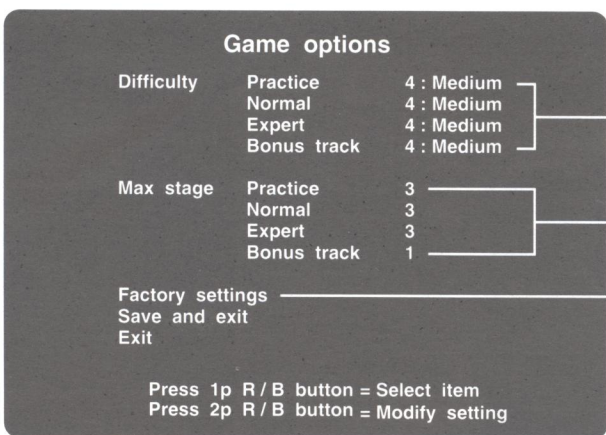 Game options
Difficulty Practice 4 : Medium
Normal 4 : Medium
Expert 4 : Medium
Bonus track 4 : Medium
Max stage Practice 3
Normal 3
Expert 3
Bonus track 1
Factory settings
Save and exit
Exit
Press 1p R / B button = Select item
Press 2p R / B button = Modify setting